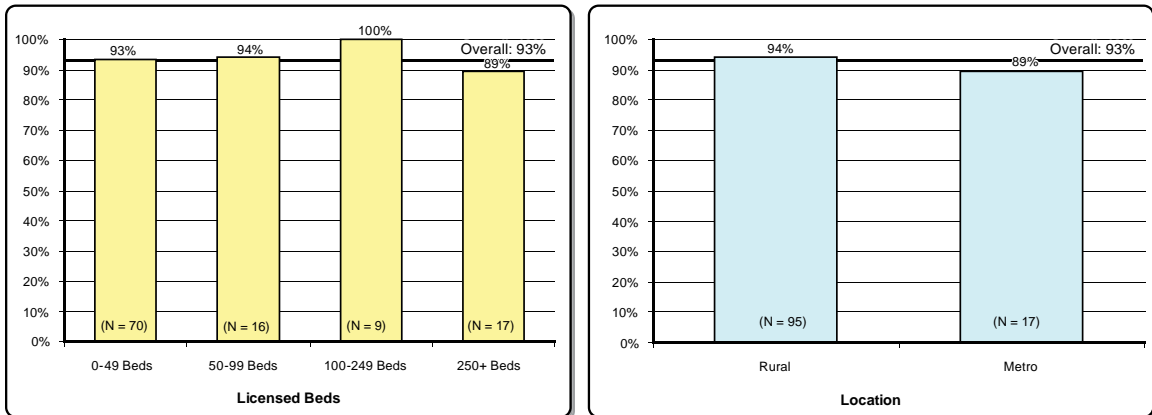 100%
90%
80%
70%
60%
50%
40%
30%
20%
10%
0%
93%
94%
100%
89%
Overall: 93%
(N = 70)
(N = 16)
(N = 9)
(N = 17)
0-49 Beds
50-99 Beds
100-249 Beds
250+ Beds
Licensed Beds
100%
90%
80%
70%
60%
50%
40%
30%
20%
10%
0%
94%
89%
Overall: 93%
(N = 95)
(N = 17)
Rural
Metro
Location